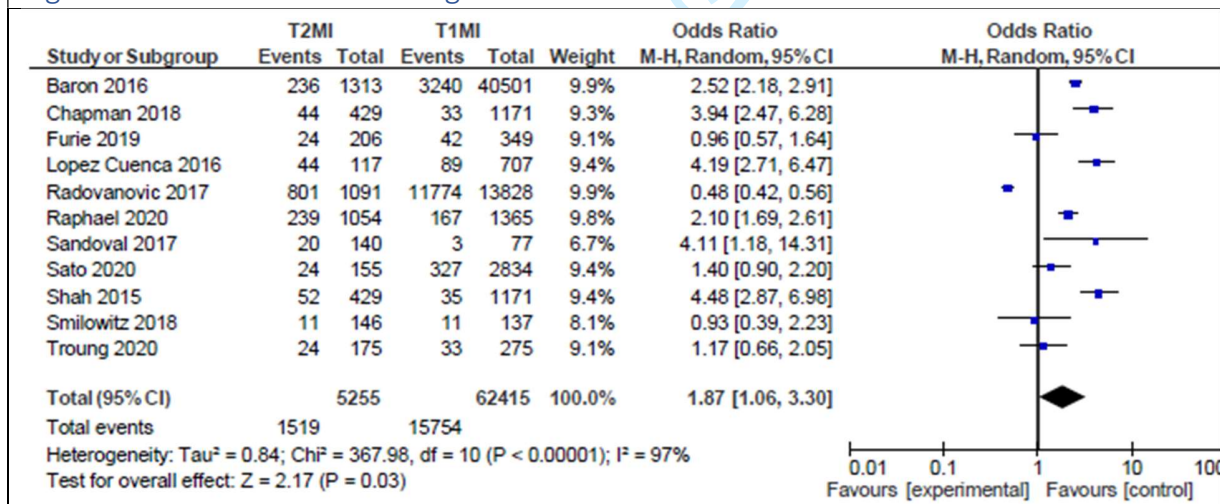 T2MI T1MI Odds Ratio Odds Ratio
Study or Subgroup Events Total Events Total Weight M-H, Random, 95% CI M-H, Random, 95% CI
Baron 2016 236 1313 3240 40501 9.9% 2.52 [2.18, 2.91]
Chapman 2018 44 429 33 1171 9.3% 3.94 [2.47, 6.28]
Furie 2019 24 206 42 349 9.1% 0.96 [0.57, 1.64]
Lopez Cuenca 2016 44 117 89 707 9.4% 4.19 [2.71, 6.47]
Radovanovic 2017 801 1091 11774 13828 9.9% 0.48 [0.42, 0.56]
Raphael 2020 239 1054 167 1365 9.8% 2.10 [1.69, 2.61]
Sandoval 2017 20 140 3 77 6.7% 4.11 [1.18, 14.31]
Sato 2020 24 155 327 2834 9.4% 1.40 [0.90, 2.20]
Shah 2015 52 429 35 1171 9.4% 4.48 [2.87, 6.98]
Smilowitz 2018 11 146 11 137 8.1% 0.93 [0.39, 2.23]
Troung 2020 24 175 33 275 9.1% 1.17 [0.66, 2.05]
Total (95% CI) 5255 62415 100.0% 1.87 [1.06, 3.30]
Total events 1519 15754
Heterogeneity: Tau² = 0.84; Chi² = 367.98, df = 10 (P < 0.00001); I² = 97%
Test for overall effect: Z = 2.17 (P = 0.03)
0.01 0.1 1 10 100
Favours [experimental] Favours [control]